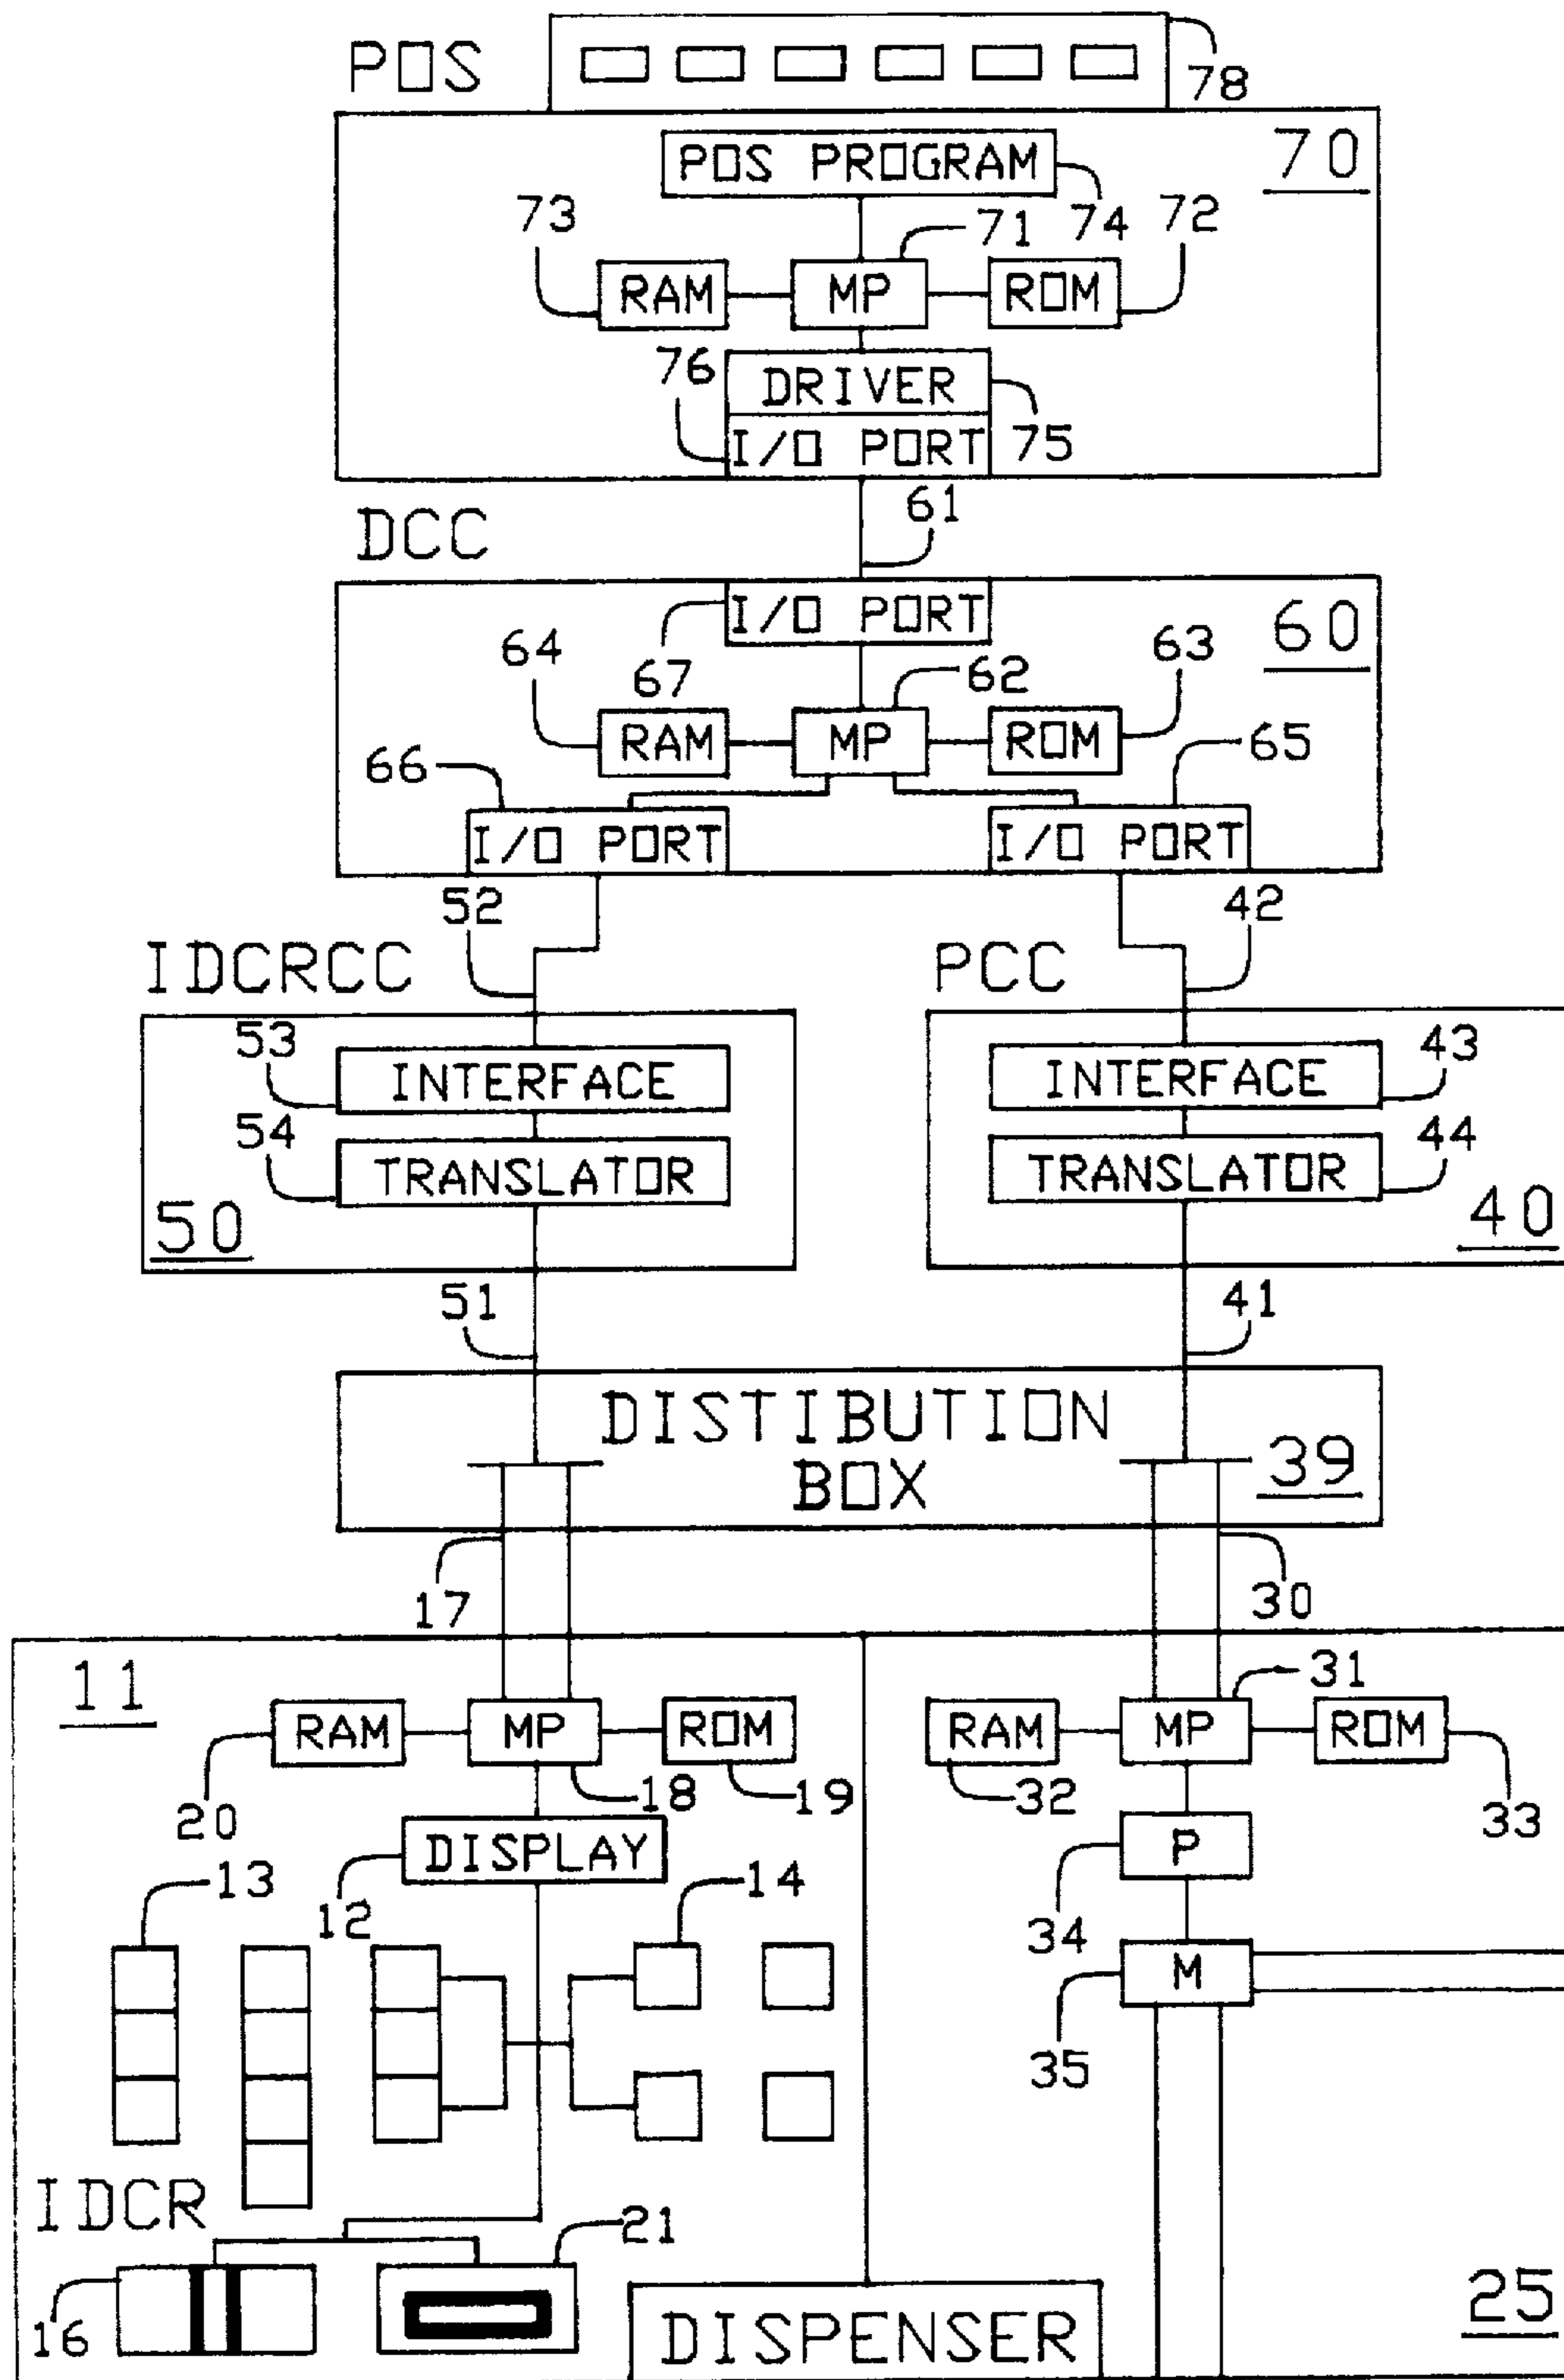 POS
78
70
POS PROGRAM
73
71
74
72
RAM
MP
ROM
76
DRIVER
75
I/O PORT
61
DCC
I/O PORT
60
64
67
62
63
RAM
MP
ROM
66
65
I/O PORT
I/O PORT
52
42
IDCRCC
PCC
53
INTERFACE
INTERFACE
43
54
TRANSLATOR
TRANSLATOR
44
50
40
51
41
DISTIBUTION
BOX
39
17
30
11
31
RAM
MP
ROM
RAM
MP
ROM
20
18
19
32
33
DISPLAY
P
13
12
14
34
M
35
IDCR
21
16
DISPENSER
25